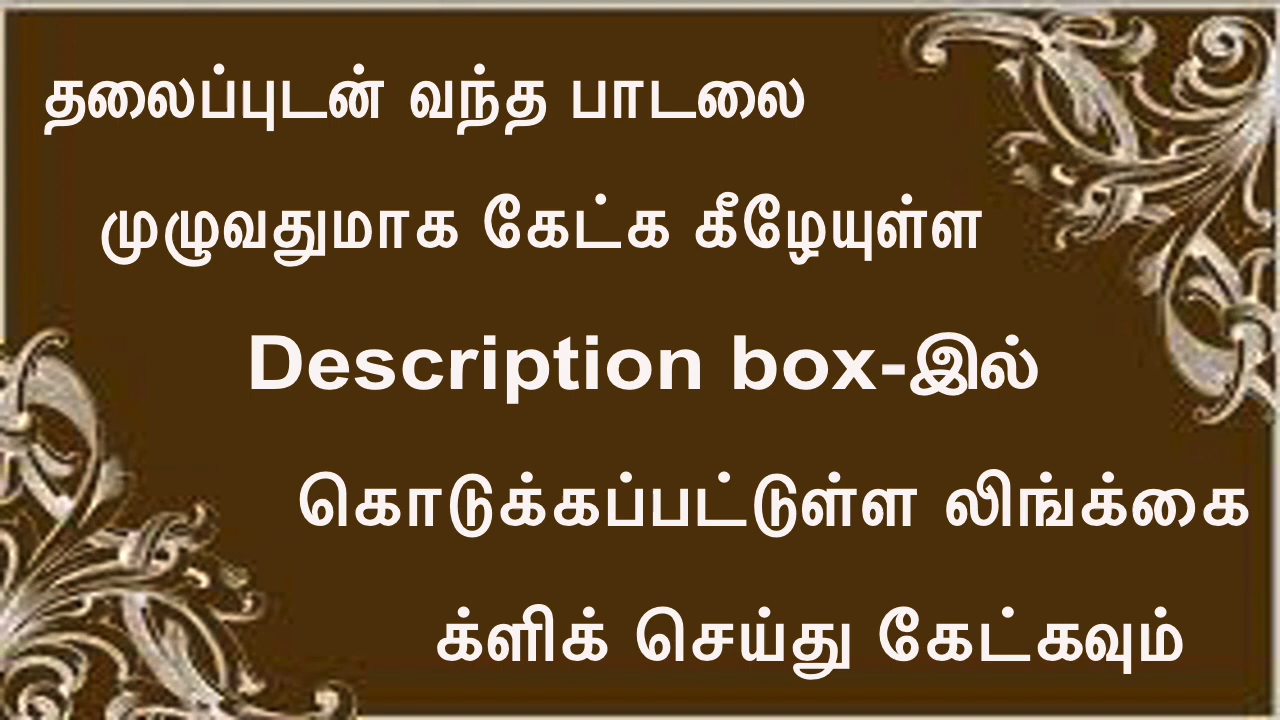 தலைப்புடன் வந்த பாடலை
முழுவதுமாக கேட்க கீழேயுள்ள
Description box-இல்
கொடுக்கப்பட்டுள்ள லிங்க்கை
க்ளிக் செய்து கேட்கவும்